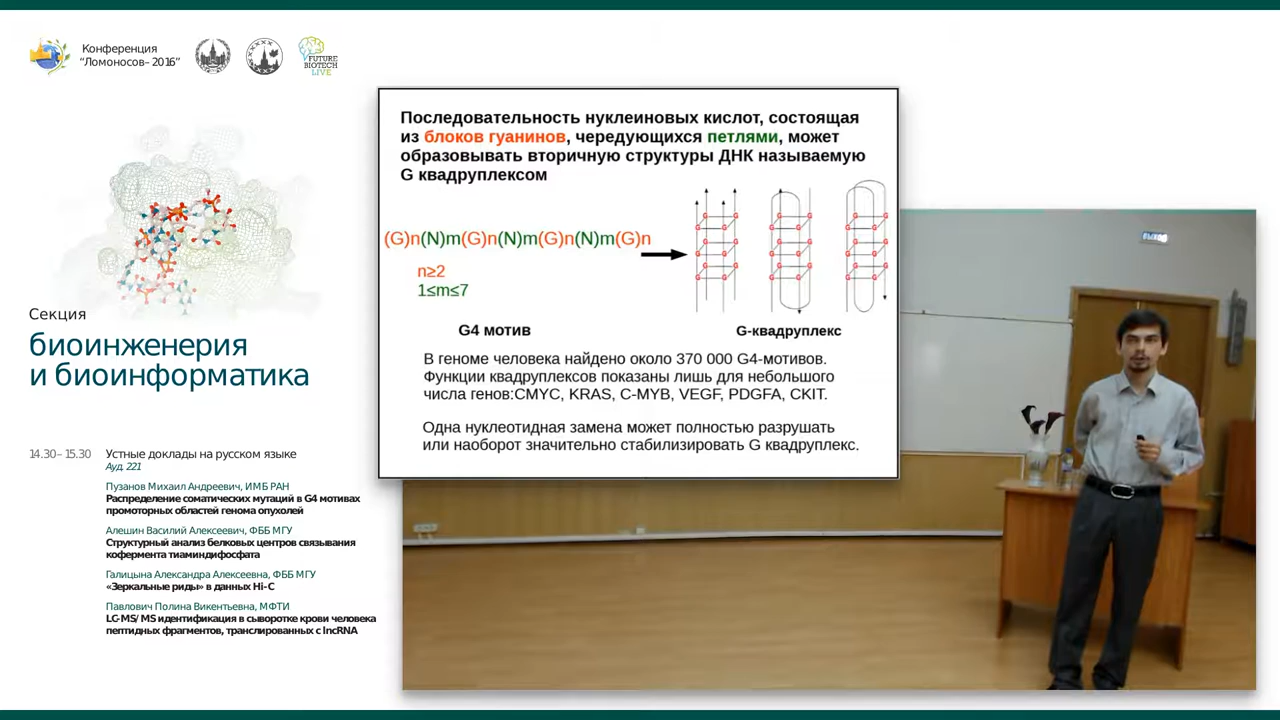 Конференция
“Ломоносов–2016”
FUTURE
BIOTECH
LIVE
Секция
биоинженерия
и биоинформатика
14.30–15.30 Устные доклады на русском языке
Ауд. 221
Пузанов Михаил Андреевич, ИМБ РАН
Распределение соматических мутаций в G4 мотивах
промоторных областей генома опухолей
Алешин Василий Алексеевич, ФББ МГУ
Структурный анализ белковых центров связывания
кофермента тиаминдифосфата
Галицына Александра Алексеевна, ФББ МГУ
«Зеркальные риды» в данных Hi-C
Павлович Полина Викентьевна, МФТИ
LC-MS/MS идентификация в сыворотке крови человека
пептидных фрагментов, транслированных с lncRNA
Последовательность нуклеиновых кислот, состоящая
из блоков гуанинов, чередующихся петлями, может
образовывать вторичную структуры ДНК называемую
G квадруплексом
(G)n(N)m(G)n(N)m(G)n(N)m(G)n
n≥2
1≤m≤7
G4 мотив
G-квадруплекс
В геноме человека найдено около 370 000 G4-мотивов.
Функции квадруплексов показаны лишь для небольшого
числа генов:CMYC, KRAS, C-MYB, VEGF, PDGFA, CKIT.
Одна нуклеотидная замена может полностью разрушать
или наоборот значительно стабилизировать G квадруплекс.